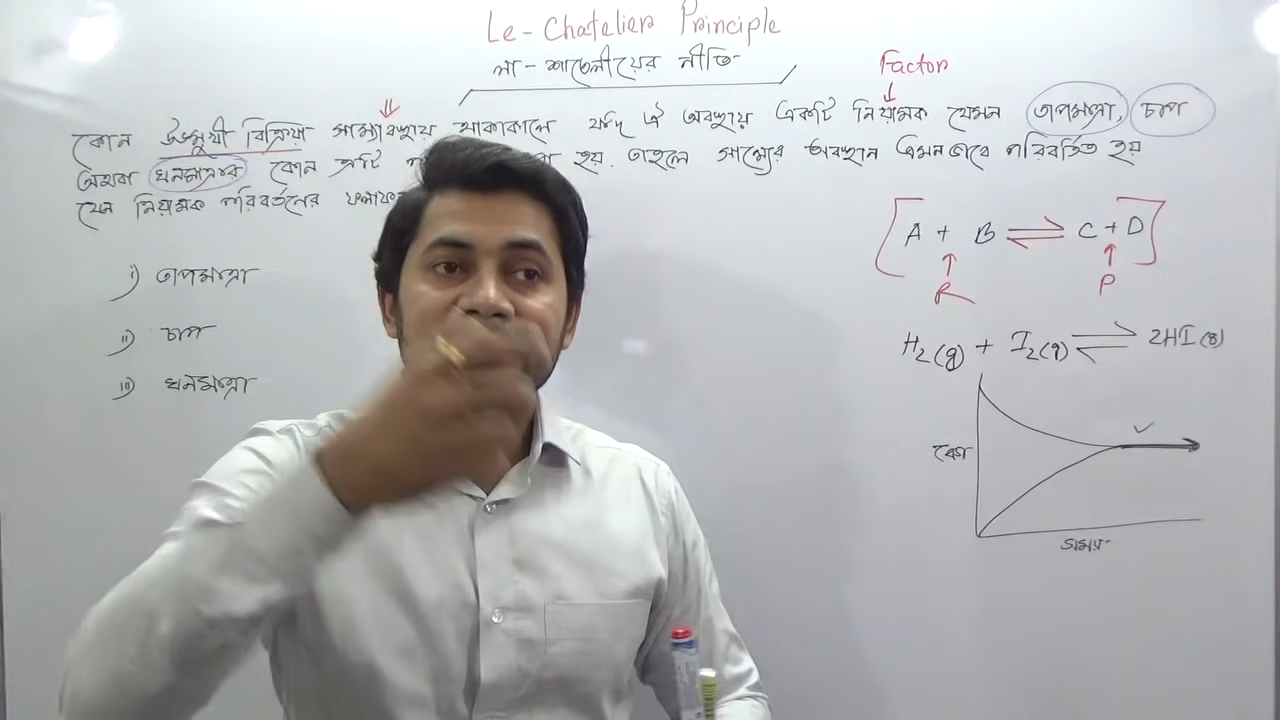 Le-Chatelier Principle
লা-শাতেলীয়ের নীতি
Factor
কোন উভমুখী বিক্রিয়া সাম্যাবস্থায় থাকাকালে যদি ঐ অবস্থায় একটি নিয়ামক যেমন তাপমাত্রা, চাপ
অথবা ঘনমাত্রাকে কোন হয়, তাহলে সাম্যের অবস্থান এমনভাবে পরিবর্তিত হয়
যেন নিয়ামক পরিবর্তনের
i) তাপমাত্রা
ii) চাপ
iii) ঘনমাত্রা
A + B ⇌ C + D
R P
H₂(g) + I₂(g) ⇌ 2HI(g)
বেগ
সময়